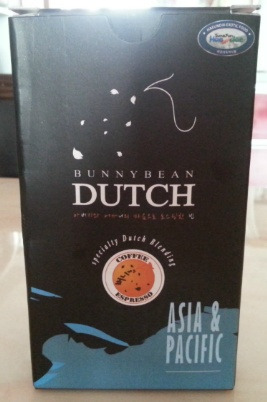 BUNNYBEAN
DUTCH
specialty Dutch Blending
COFFEE
ESPRESSO
ASIA &
PACIFIC